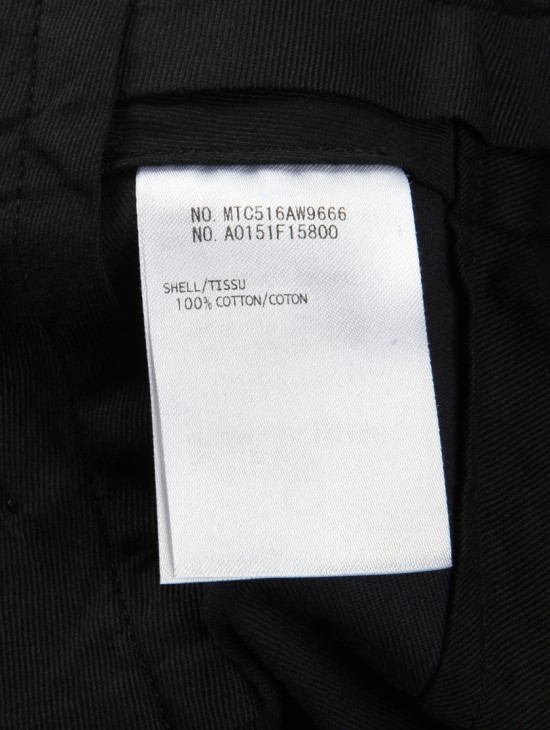 NO. MTC516AW9666
NO. A0151F15800
SHELL/TISSU
100% COTTON/COTON